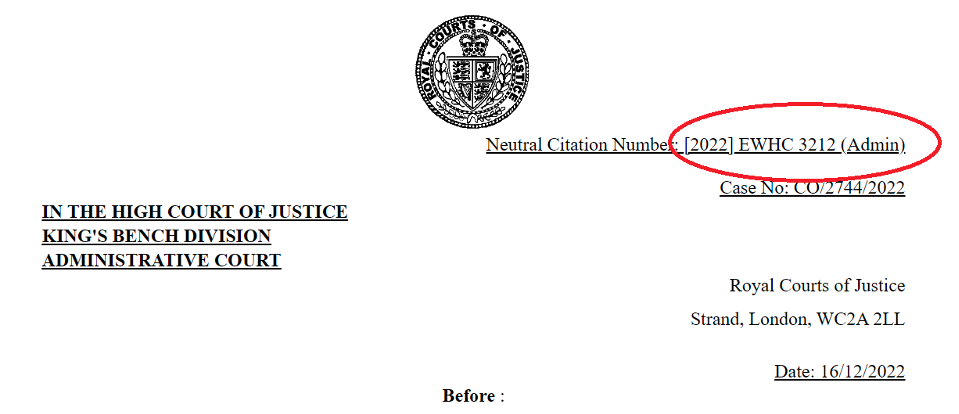 ROYAL COURTS OF JUSTICE
Neutral Citation Number: [2022] EWHC 3212 (Admin)
Case No: CO/2744/2022
IN THE HIGH COURT OF JUSTICE
KING'S BENCH DIVISION
ADMINISTRATIVE COURT
Royal Courts of Justice
Strand, London, WC2A 2LL
Date: 16/12/2022
Before :